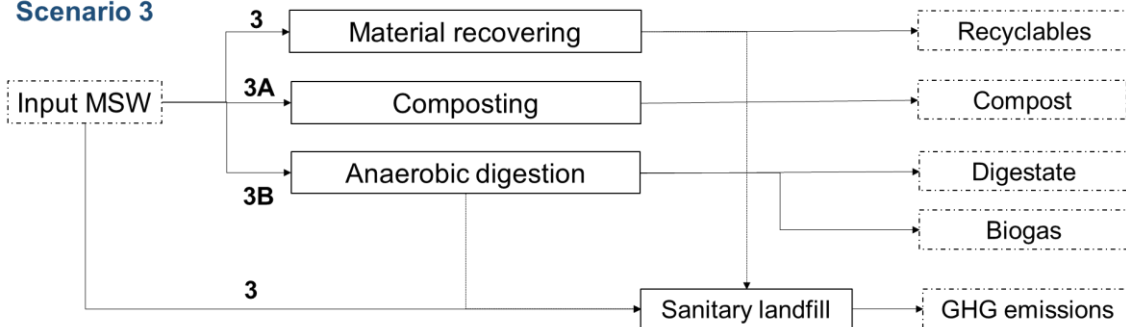 Scenario 3
3
Material recovering
Recyclables
Input MSW
3A
Composting
Compost
Anaerobic digestion
Digestate
3B
Biogas
3
Sanitary landfill
GHG emissions